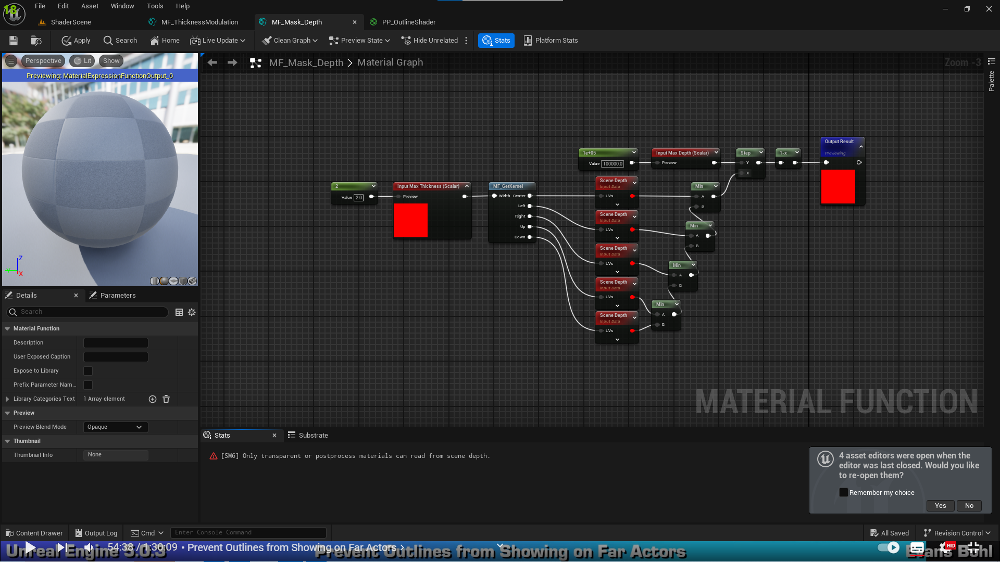 18
File Edit Asset Window Tools Help
ShaderScene MF_ThicknessModulation MF_Mask_Depth PP_OutlineShader
Apply Search Home Live Update Clean Graph Preview State Hide Unrelated Stats Platform Stats
Perspective Lit Show
Previewing: MaterialExpressionFunctionOutput_0
Z
Y
X
MF_Mask_Depth > Material Graph
Zoom -3
Palette
2
Value 2.0
Input Max Thickness (Scalar)
Preview
MF_GetKernel
Width Center
Left
Right
Up
Down
1e+05
Value 100000.0
Input Max Depth (Scalar)
Preview
Step
Y
X
1-x
Output Result
Previewing
Scene Depth
Input Data
UVs
Scene Depth
Input Data
UVs
Scene Depth
Input Data
UVs
Scene Depth
Input Data
UVs
Scene Depth
Input Data
UVs
Min
A
B
Min
A
B
Min
A
B
Min
A
B
MATERIAL FUNCTION
Details Parameters
Search
Material Function
Description
User Exposed Caption
Expose to Library
Prefix Parameter Nam...
Library Categories Text 1 Array element
Preview
Preview Blend Mode Opaque
Thumbnail
Thumbnail Info None
Stats Substrate
[SM6] Only transparent or postprocess materials can read from scene depth.
4 asset editors were open when the
editor was last closed. Would you like
to re-open them?
Remember my choice
Yes No
Content Drawer Output Log Cmd Enter Console Command All Saved Revision Control
54:38 / 1:30:09 • Prevent Outlines from Showing on Far Actors >
HD
Unreal Engine 5.0.3 Prevent Outlines from Showing on Far Actors